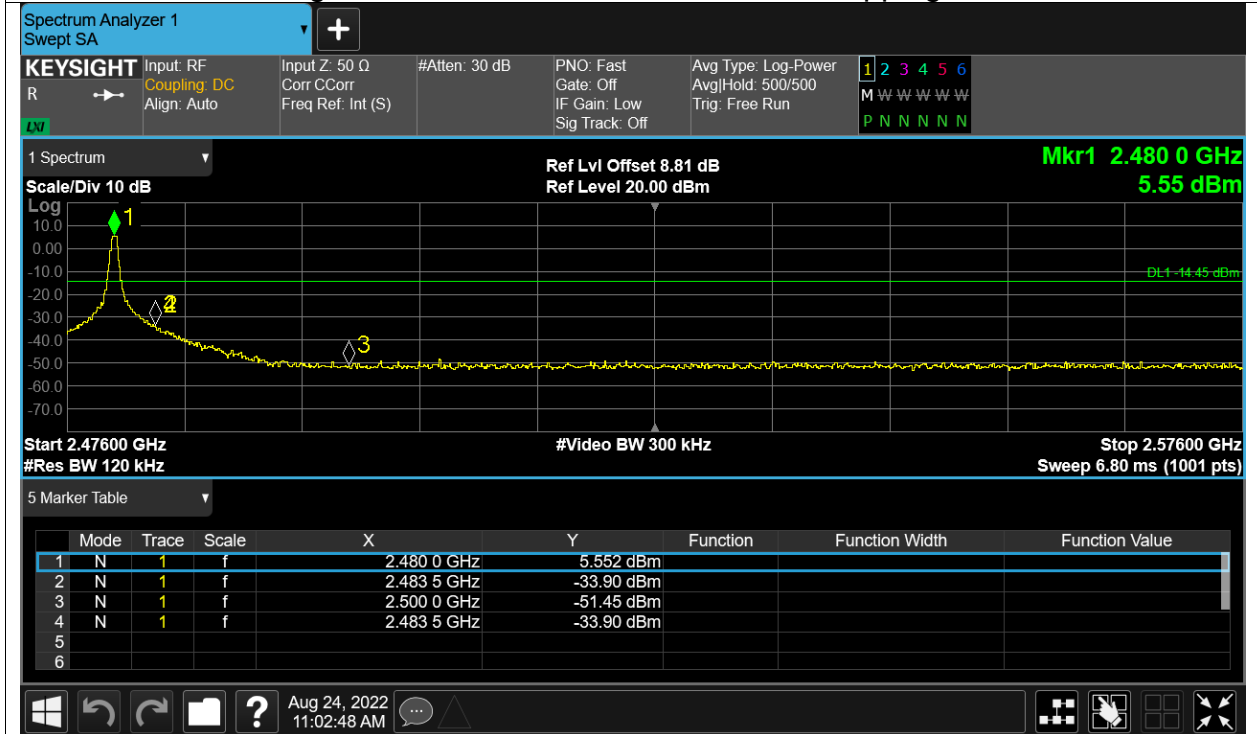 Spectrum Analyzer 1
Swept SA
KEYSIGHT Input: RF Input Z: 50 Ω #Atten: 30 dB PNO: Fast Avg Type: Log-Power 1 2 3 4 5 6
R Coupling: DC Corr CCorr Gate: Off Avg|Hold: 500/500 M W W W W W
Align: Auto Freq Ref: Int (S) IF Gain: Low Trig: Free Run
LXI Sig Track: Off P N N N N N
1 Spectrum Ref Lvl Offset 8.81 dB Mkr1 2.480 0 GHz
Scale/Div 10 dB Ref Level 20.00 dBm 5.55 dBm
Log
10.0 1
0.00
-10.0 DL1 -14.45 dBm
-20.0
-30.0
-40.0 3
-50.0
-60.0
-70.0
Start 2.47600 GHz #Video BW 300 kHz Stop 2.57600 GHz
#Res BW 120 kHz Sweep 6.80 ms (1001 pts)
5 Marker Table
Mode Trace Scale X Y Function Function Width Function Value
1 N 1 f 2.480 0 GHz 5.552 dBm
2 N 1 f 2.483 5 GHz -33.90 dBm
3 N 1 f 2.500 0 GHz -51.45 dBm
4 N 1 f 2.483 5 GHz -33.90 dBm
5
6
? Aug 24, 2022
11:02:48 AM